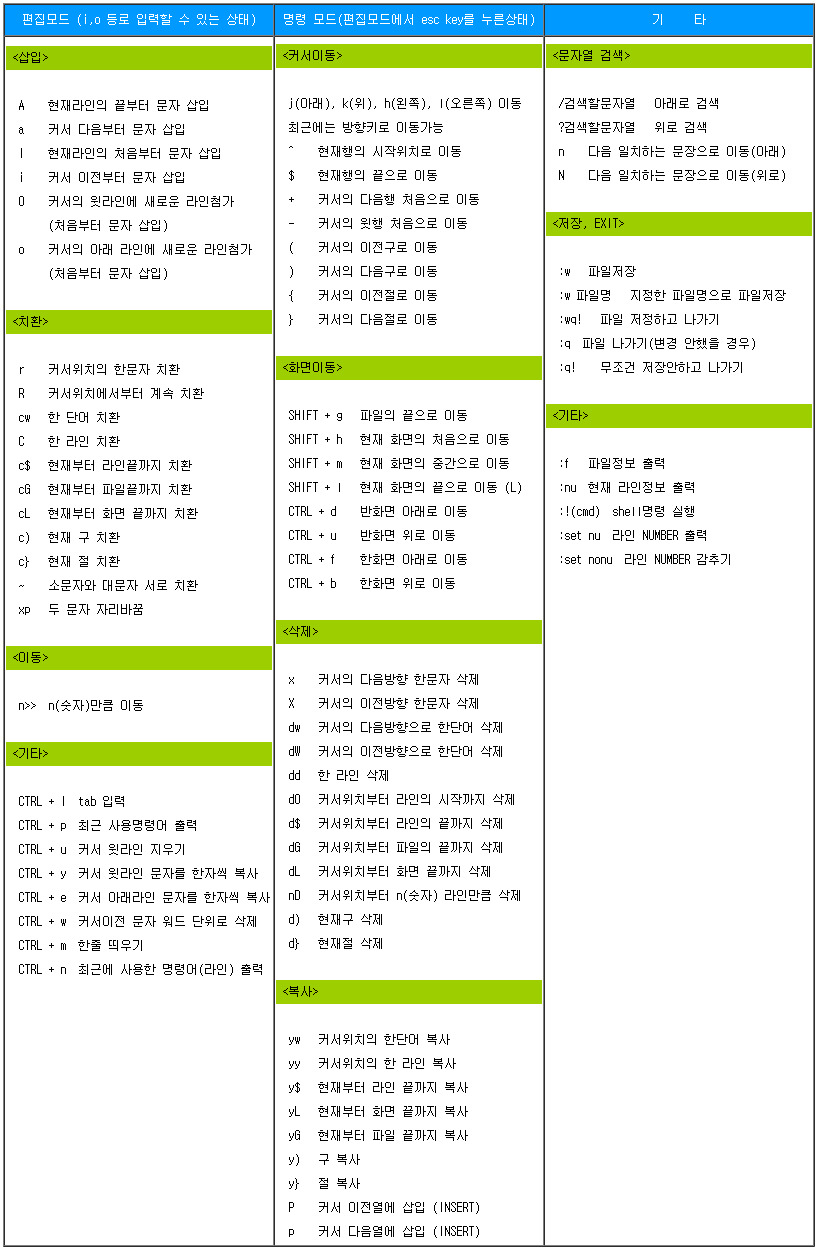 편집모드 (i,o 등로 입력할 수 있는 상태)
<삽입>
A 현재라인의 끝부터 문자 삽입
a 커서 다음부터 문자 삽입
I 현재라인의 처음부터 문자 삽입
i 커서 이전부터 문자 삽입
O 커서의 윗라인에 새로운 라인첨가
(처음부터 문자 삽입)
o 커서의 아래 라인에 새로운 라인첨가
(처음부터 문자 삽입)
<치환>
r 커서위치의 한문자 치환
R 커서위치에서부터 계속 치환
cw 한 단어 치환
C 한 라인 치환
c$ 현재부터 라인끝까지 치환
cG 현재부터 파일끝까지 치환
cL 현재부터 화면 끝까지 치환
c) 현재 구 치환
c} 현재 절 치환
~ 소문자와 대문자 서로 치환
xp 두 문자 자리바꿈
<이동>
n>> n(숫자)만큼 이동
<기타>
CTRL + I tab 입력
CTRL + p 최근 사용명령어 출력
CTRL + u 커서 윗라인 지우기
CTRL + y 커서 윗라인 문자를 한자씩 복사
CTRL + e 커서 아래라인 문자를 한자씩 복사
CTRL + w 커서이전 문자 워드 단위로 삭제
CTRL + m 한줄 띄우기
CTRL + n 최근에 사용한 명령어(라인) 출력
명령 모드(편집모드에서 esc key를 누른상태)
<커서이동>
j(아래), k(위), h(왼쪽), l(오른쪽) 이동
최근에는 방향키로 이동가능
^ 현재행의 시작위치로 이동
$ 현재행의 끝으로 이동
+ 커서의 다음행 처음으로 이동
- 커서의 윗행 처음으로 이동
( 커서의 이전구로 이동
) 커서의 다음구로 이동
{ 커서의 이전절로 이동
} 커서의 다음절로 이동
<화면이동>
SHIFT + g 파일의 끝으로 이동
SHIFT + h 현재 화면의 처음으로 이동
SHIFT + m 현재 화면의 중간으로 이동
SHIFT + l 현재 화면의 끝으로 이동 (L)
CTRL + d 반화면 아래로 이동
CTRL + u 반화면 위로 이동
CTRL + f 한화면 아래로 이동
CTRL + b 한화면 위로 이동
<삭제>
x 커서의 다음방향 한문자 삭제
X 커서의 이전방향 한문자 삭제
dw 커서의 다음방향으로 한단어 삭제
dW 커서의 이전방향으로 한단어 삭제
dd 한 라인 삭제
d0 커서위치부터 라인의 시작까지 삭제
d$ 커서위치부터 라인의 끝까지 삭제
dG 커서위치부터 파일의 끝까지 삭제
dL 커서위치부터 화면 끝까지 삭제
nD 커서위치부터 n(숫자) 라인만큼 삭제
d) 현재구 삭제
d} 현재절 삭제
<복사>
yw 커서위치의 한단어 복사
yy 커서위치의 한 라인 복사
y$ 현재부터 라인 끝까지 복사
yL 현재부터 화면 끝까지 복사
yG 현재부터 파일 끝까지 복사
y) 구 복사
y} 절 복사
P 커서 이전열에 삽입 (INSERT)
p 커서 다음열에 삽입 (INSERT)
기 타
<문자열 검색>
/검색할문자열 아래로 검색
?검색할문자열 위로 검색
n 다음 일치하는 문장으로 이동(아래)
N 다음 일치하는 문장으로 이동(위로)
<저장, EXIT>
:w 파일저장
:w 파일명 지정한 파일명으로 파일저장
:wq! 파일 저정하고 나가기
:q 파일 나가기(변경 안했을 경우)
:q! 무조건 저장안하고 나가기
<기타>
:f 파일정보 출력
:nu 현재 라인정보 출력
:!(cmd) shell명령 실행
:set nu 라인 NUMBER 출력
:set nonu 라인 NUMBER 감추기